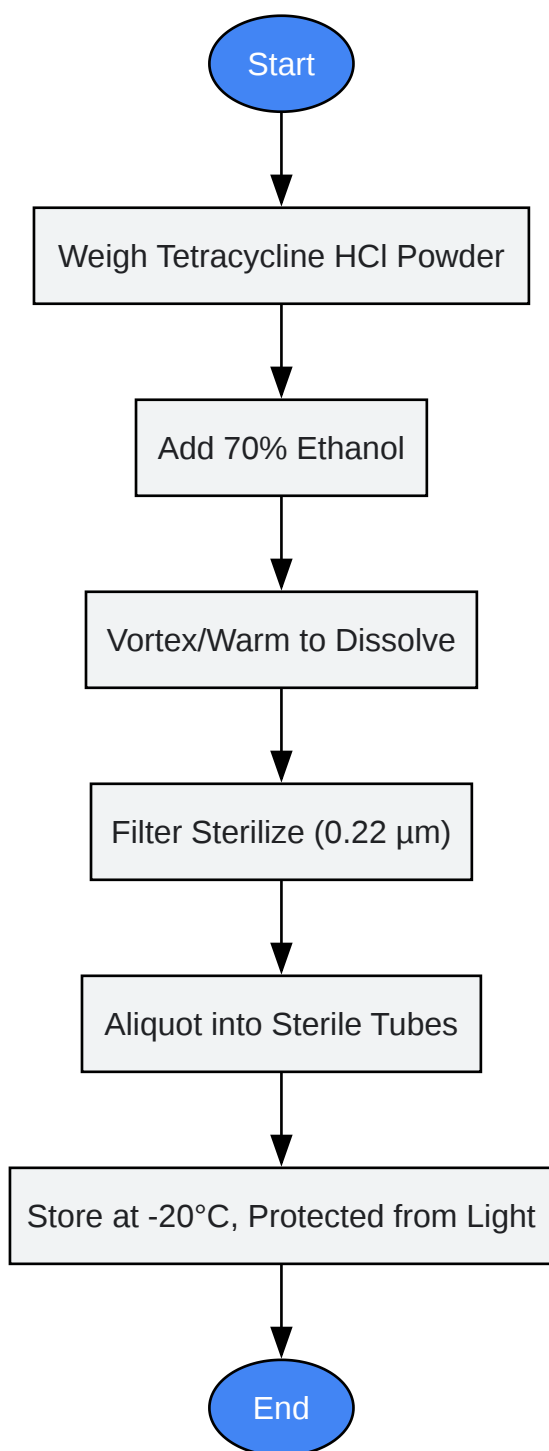 Start
Weigh Tetracycline HCl Powder
Add 70% Ethanol
Vortex/Warm to Dissolve
Filter Sterilize (0.22 µm)
Aliquot into Sterile Tubes
Store at -20°C, Protected from Light
End